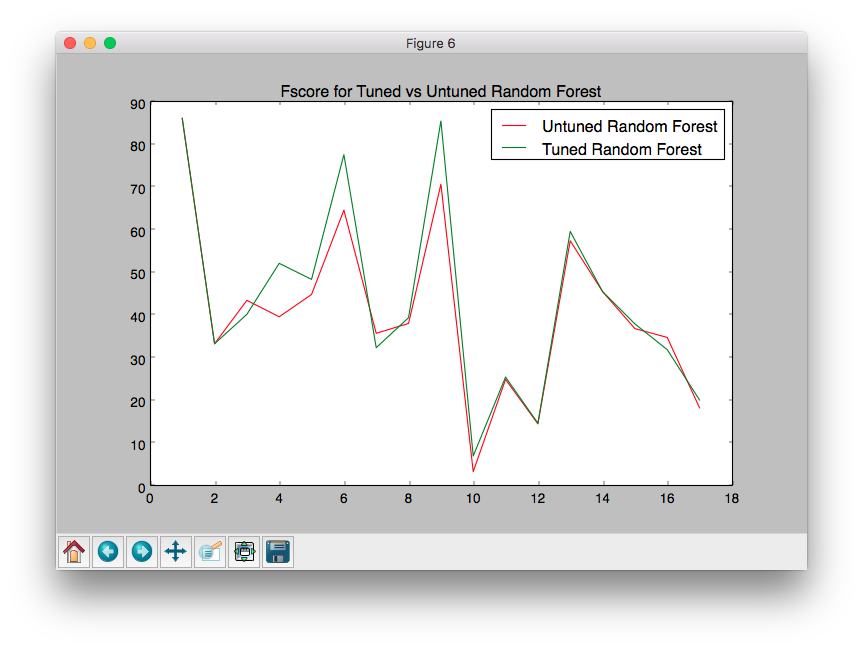 Figure 6
Fscore for Tuned vs Untuned Random Forest
Untuned Random Forest
Tuned Random Forest
90
80
70
60
50
40
30
20
10
0
0 2 4 6 8 10 12 14 16 18